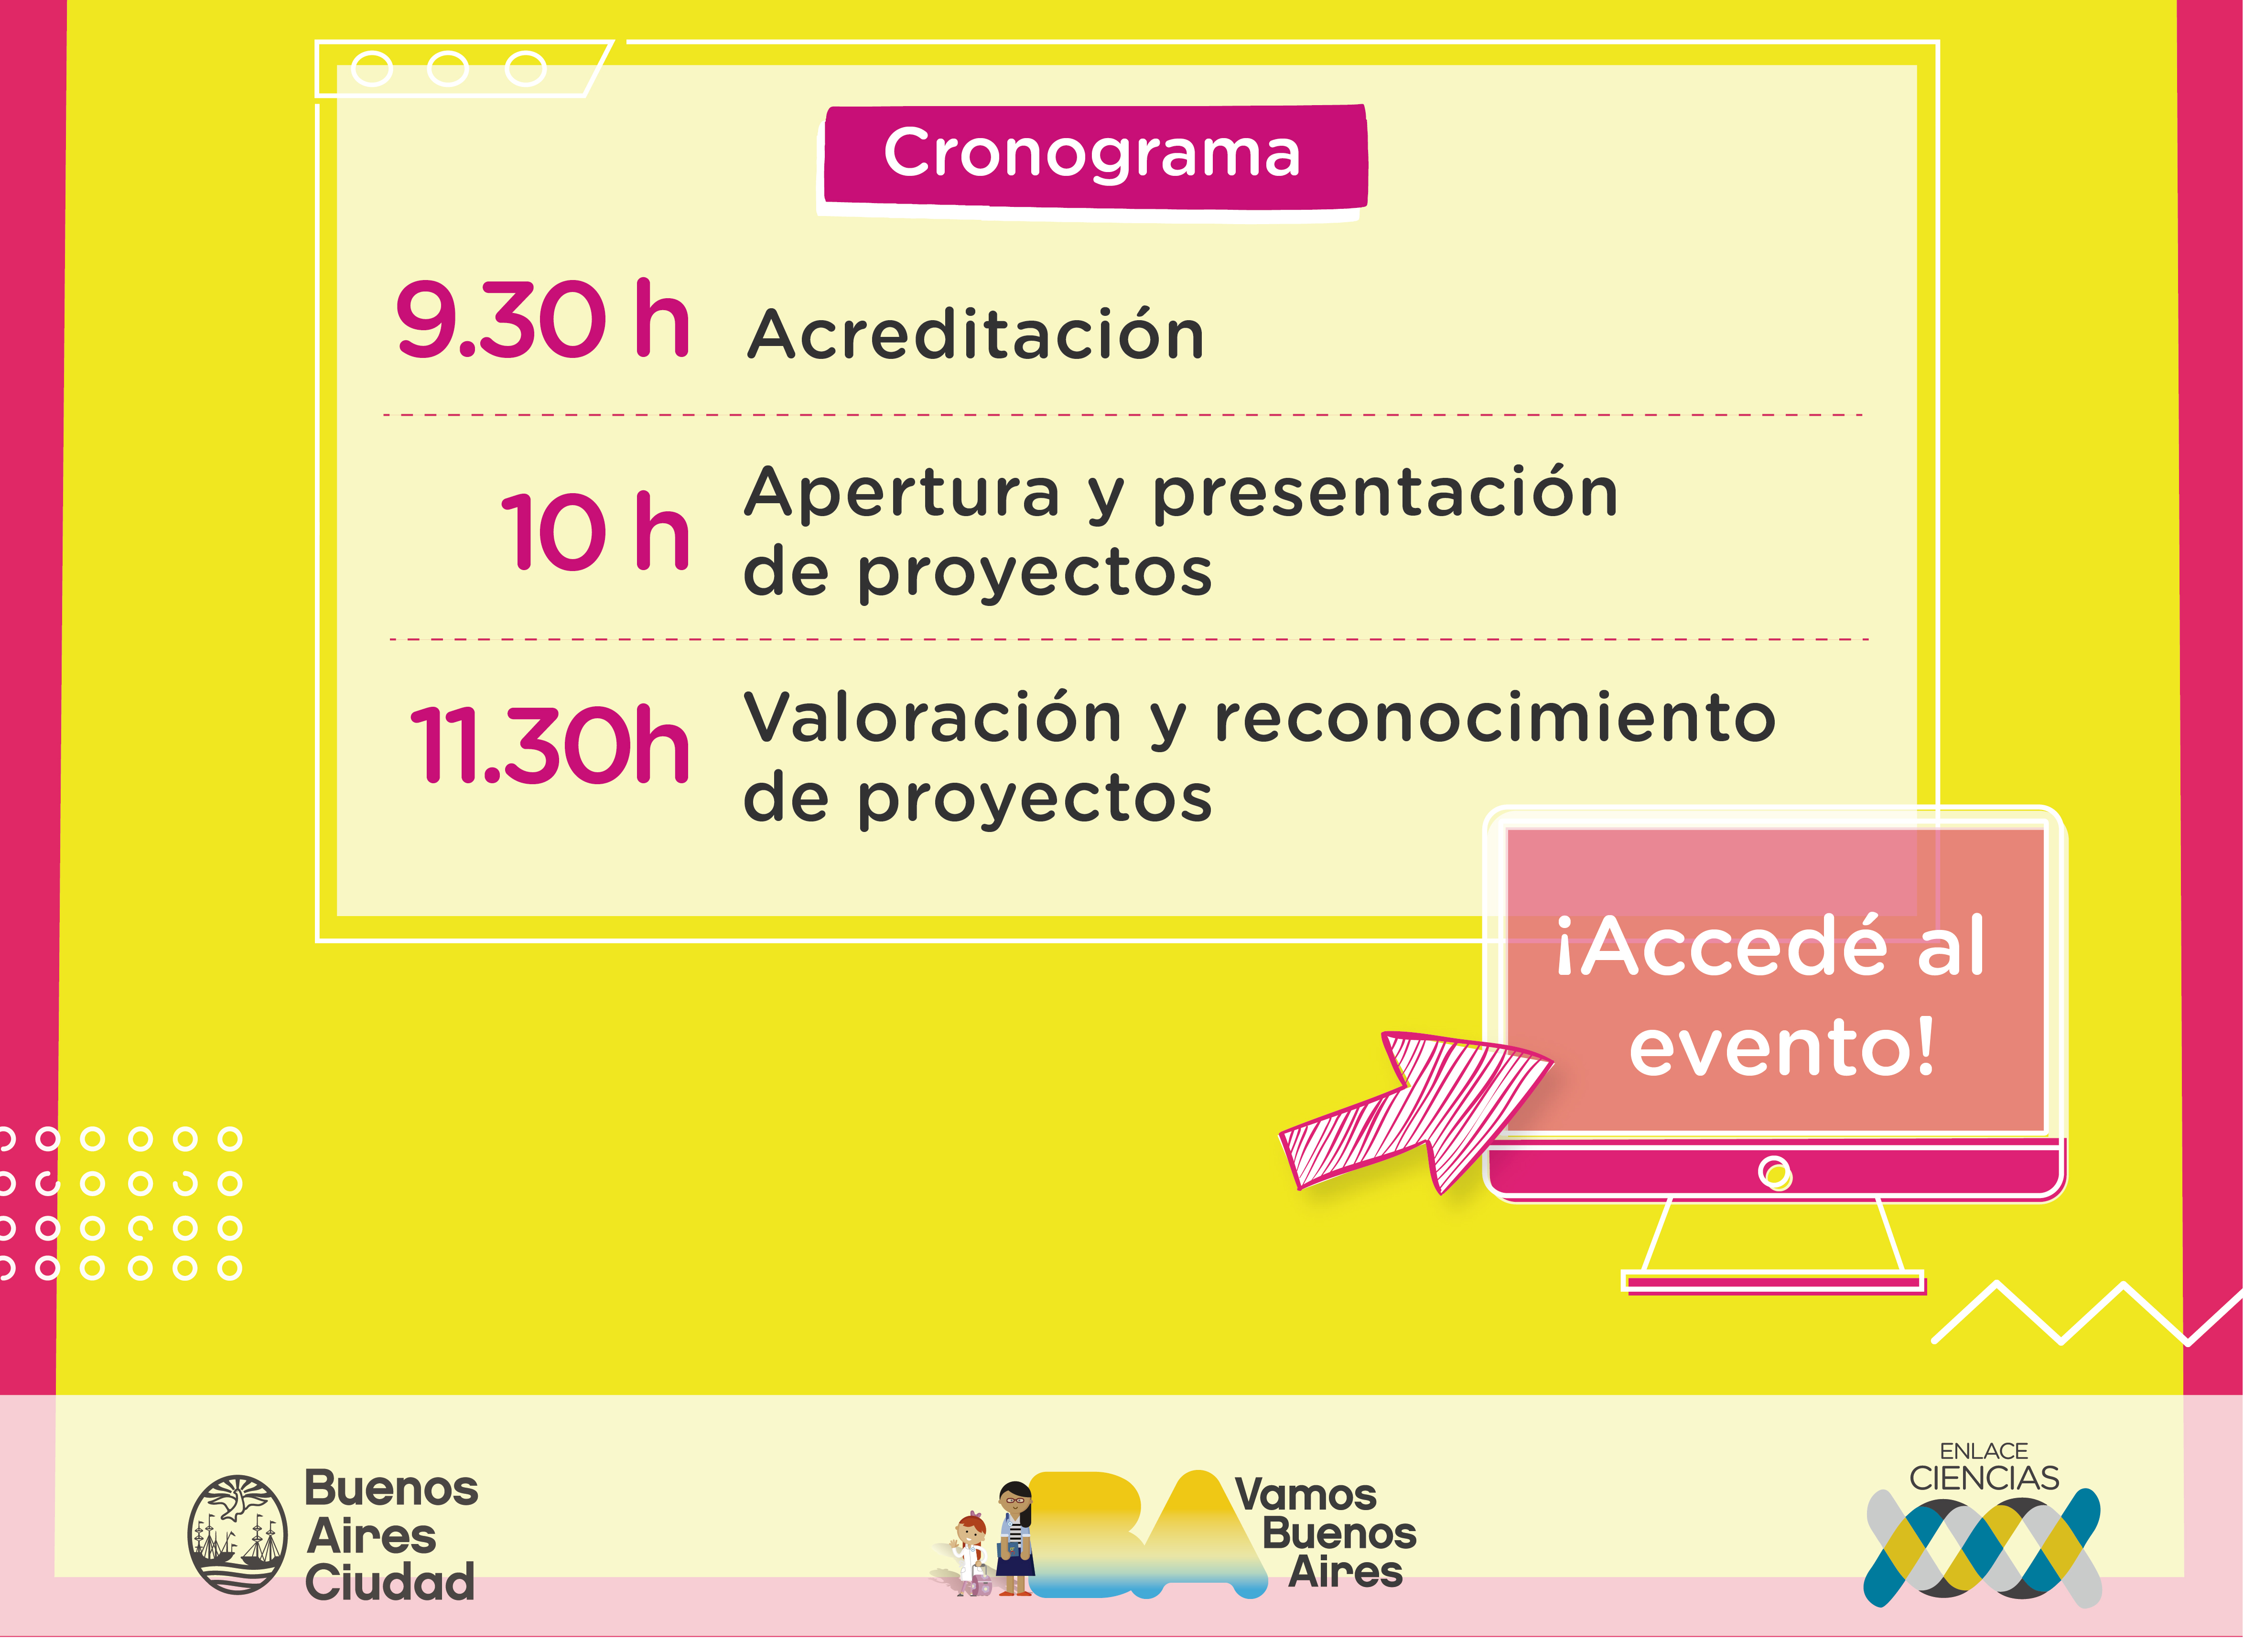 Cronograma
9.30 h Acreditación
10 h Apertura y presentación
de proyectos
11.30h Valoración y reconocimiento
de proyectos
¡Accedé al
evento!
Buenos
Aires
Ciudad
BA
Vamos
Buenos
Aires
ENLACE
CIENCIAS